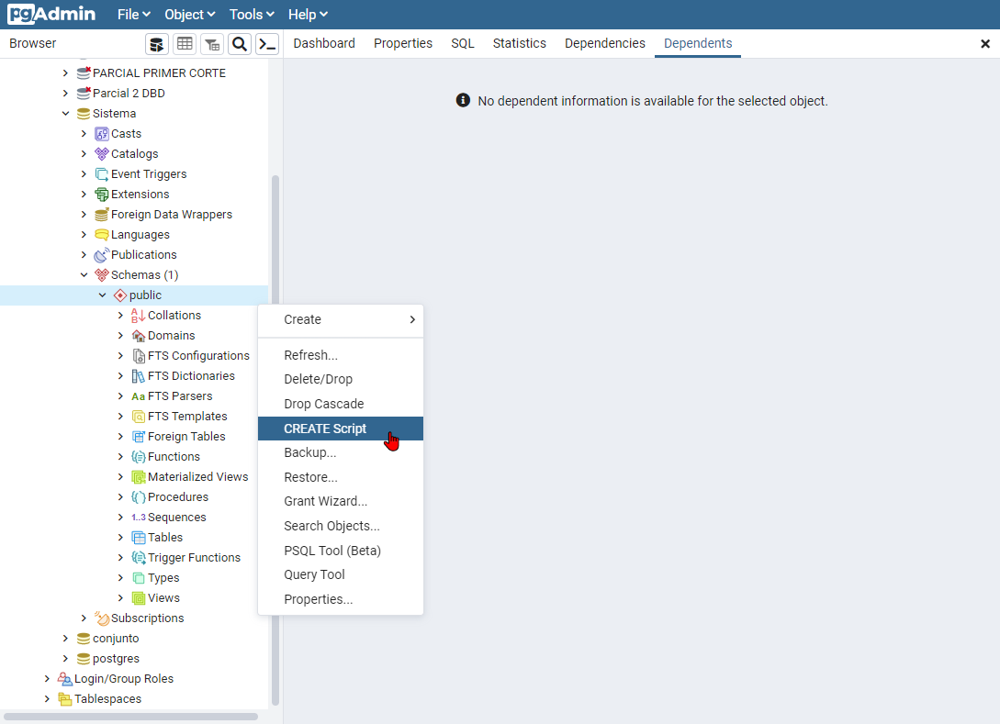 pgAdmin File Object Tools Help
Browser
Dashboard Properties SQL Statistics Dependencies Dependents
PARCIAL PRIMER CORTE
Parcial 2 DBD
Sistema
Casts
Catalogs
Event Triggers
Extensions
Foreign Data Wrappers
Languages
Publications
Schemas (1)
public
Collations
Domains
FTS Configurations
FTS Dictionaries
Aa FTS Parsers
FTS Templates
Foreign Tables
Functions
Materialized Views
Procedures
1..3 Sequences
Tables
Trigger Functions
Types
Views
Subscriptions
conjunto
postgres
Login/Group Roles
Tablespaces
No dependent information is available for the selected object.
Create
Refresh...
Delete/Drop
Drop Cascade
CREATE Script
Backup...
Restore...
Grant Wizard...
Search Objects...
PSQL Tool (Beta)
Query Tool
Properties...